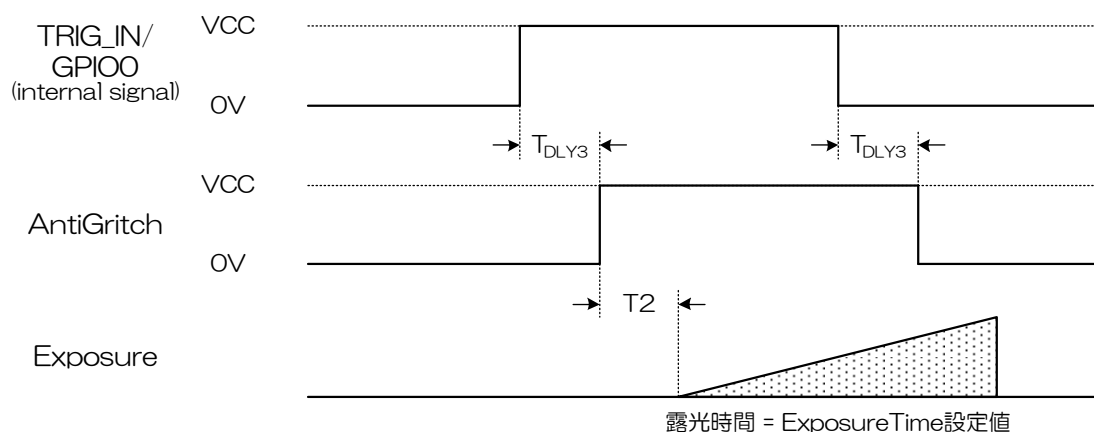 TRIG_IN/
GPIO0
(internal signal)
VCC
0V
TDLY3
TDLY3
AntiGritch
VCC
0V
T2
Exposure
露光時間 = ExposureTime設定値